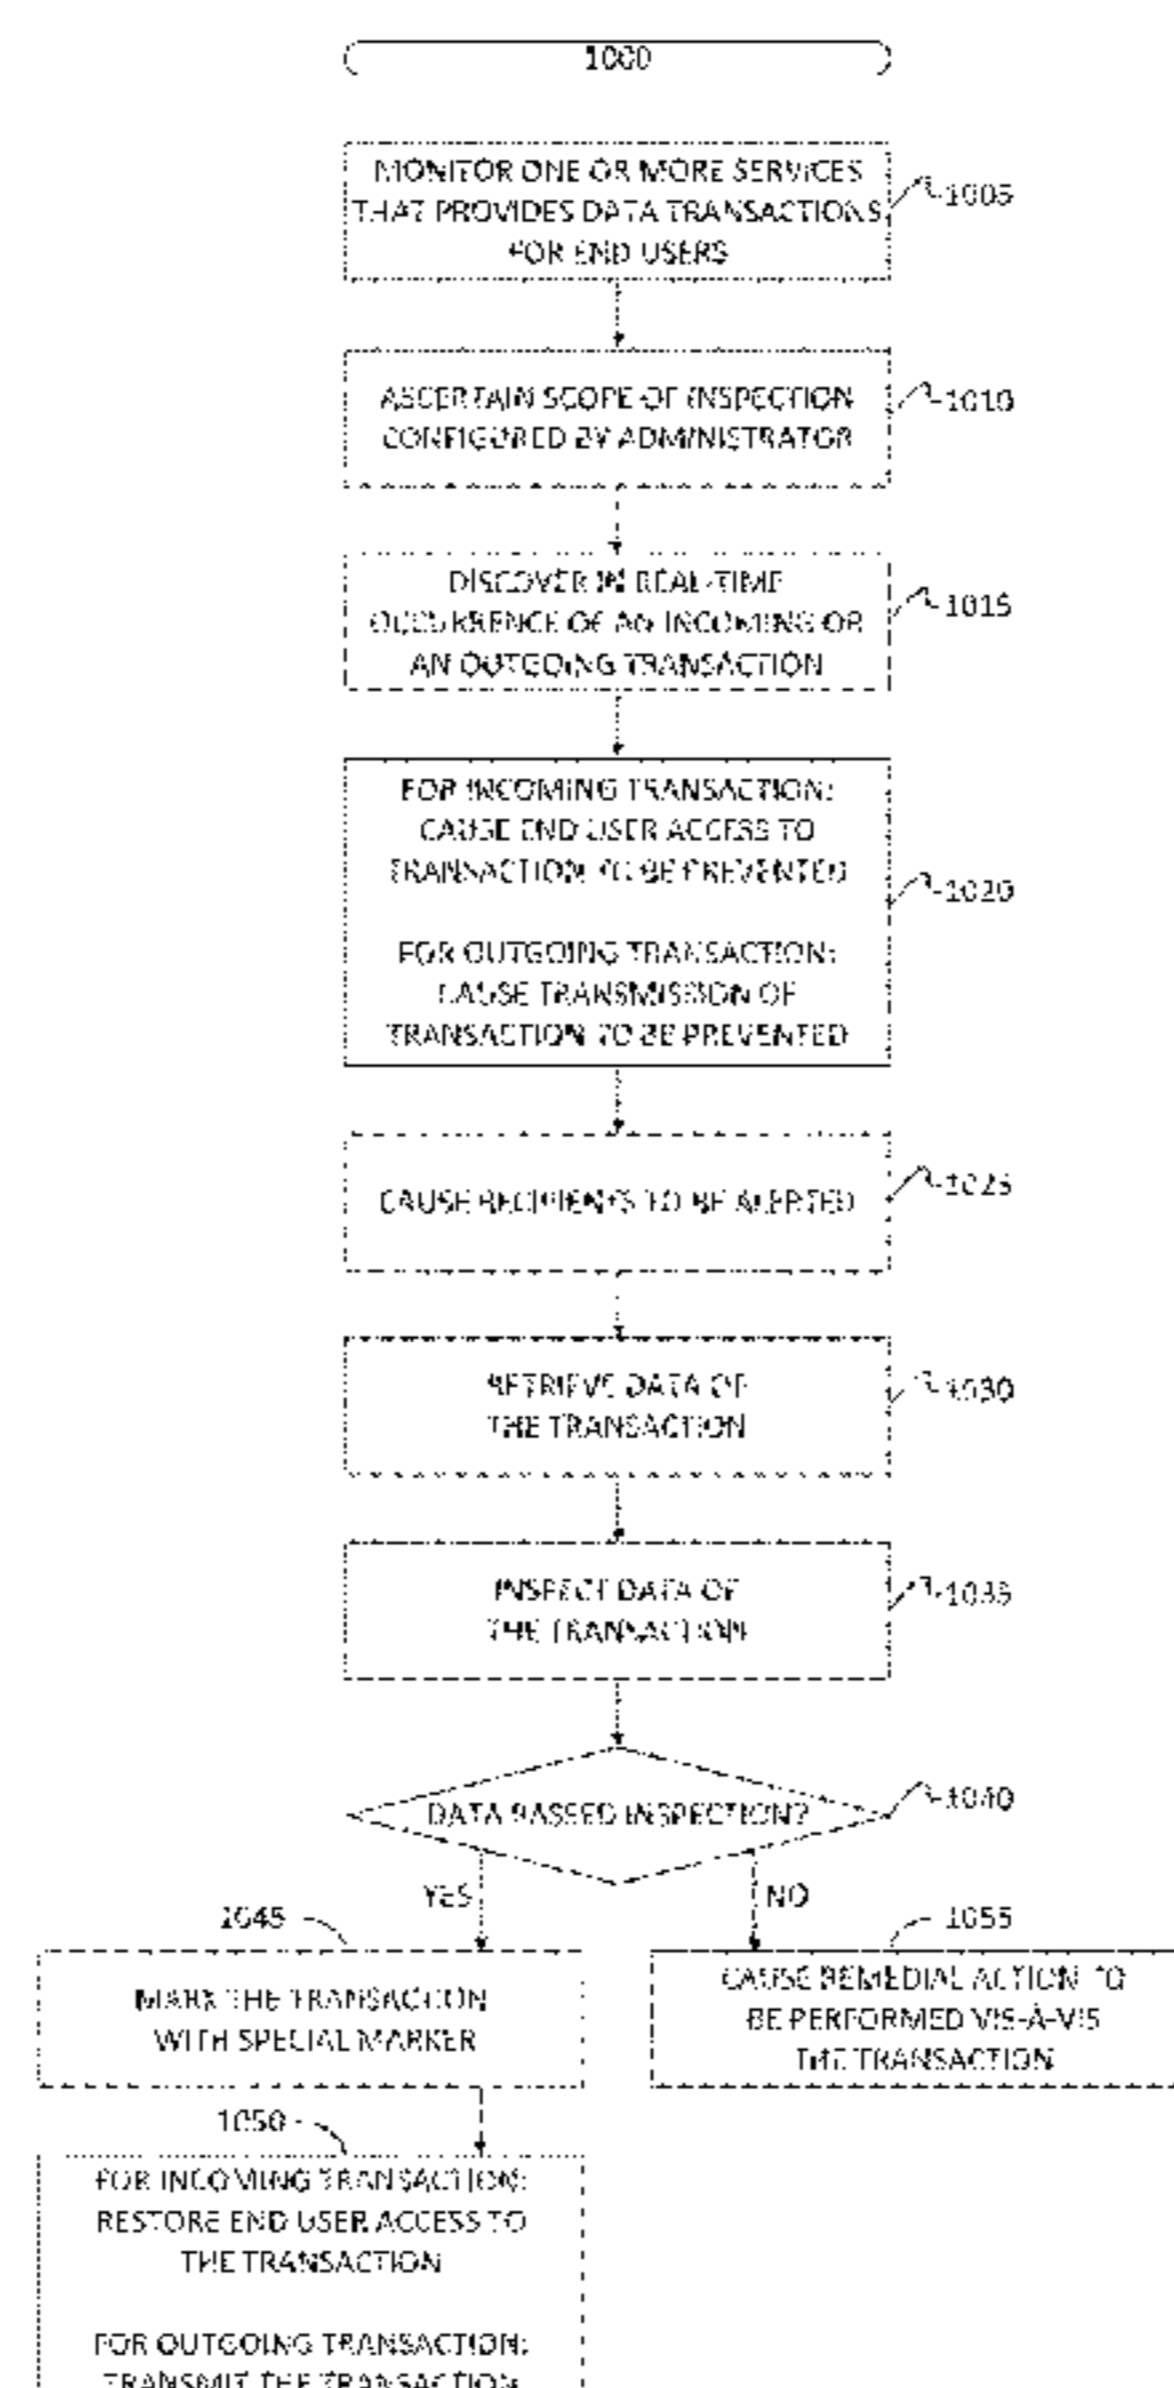 1000
MONITOR ONE OR MORE SERVICES
THAT PROVIDES DATA TRANSACTIONS
FOR END USERS
1005
ASCERTAIN SCOPE OF INSPECTION
CONFIGURED BY ADMINISTRATOR
1010
DISCOVER IN REAL-TIME
OCCURRENCE OF AN INCOMING OR
AN OUTGOING TRANSACTION
1015
FOR INCOMING TRANSACTION:
CAUSE END USER ACCESS TO
TRANSACTION TO BE PREVENTED
FOR OUTGOING TRANSACTION:
CAUSE TRANSMISSION OF
TRANSACTION TO BE PREVENTED
1020
CAUSE RECIPIENTS TO BE ALERTED
1025
RETRIEVE DATA OF
THE TRANSACTION
1030
INSPECT DATA OF
THE TRANSACTION
1035
DATA PASSED INSPECTION?
1040
YES
NO
1045
1055
MARK THE TRANSACTION
WITH SPECIAL MARKER
CAUSE REMEDIAL ACTION TO
BE PERFORMED VIS-À-VIS
THE TRANSACTION
1050
FOR INCOMING TRANSACTION:
RESTORE END USER ACCESS TO
THE TRANSACTION
FOR OUTGOING TRANSACTION:
TRANSMIT THE TRANSACTION